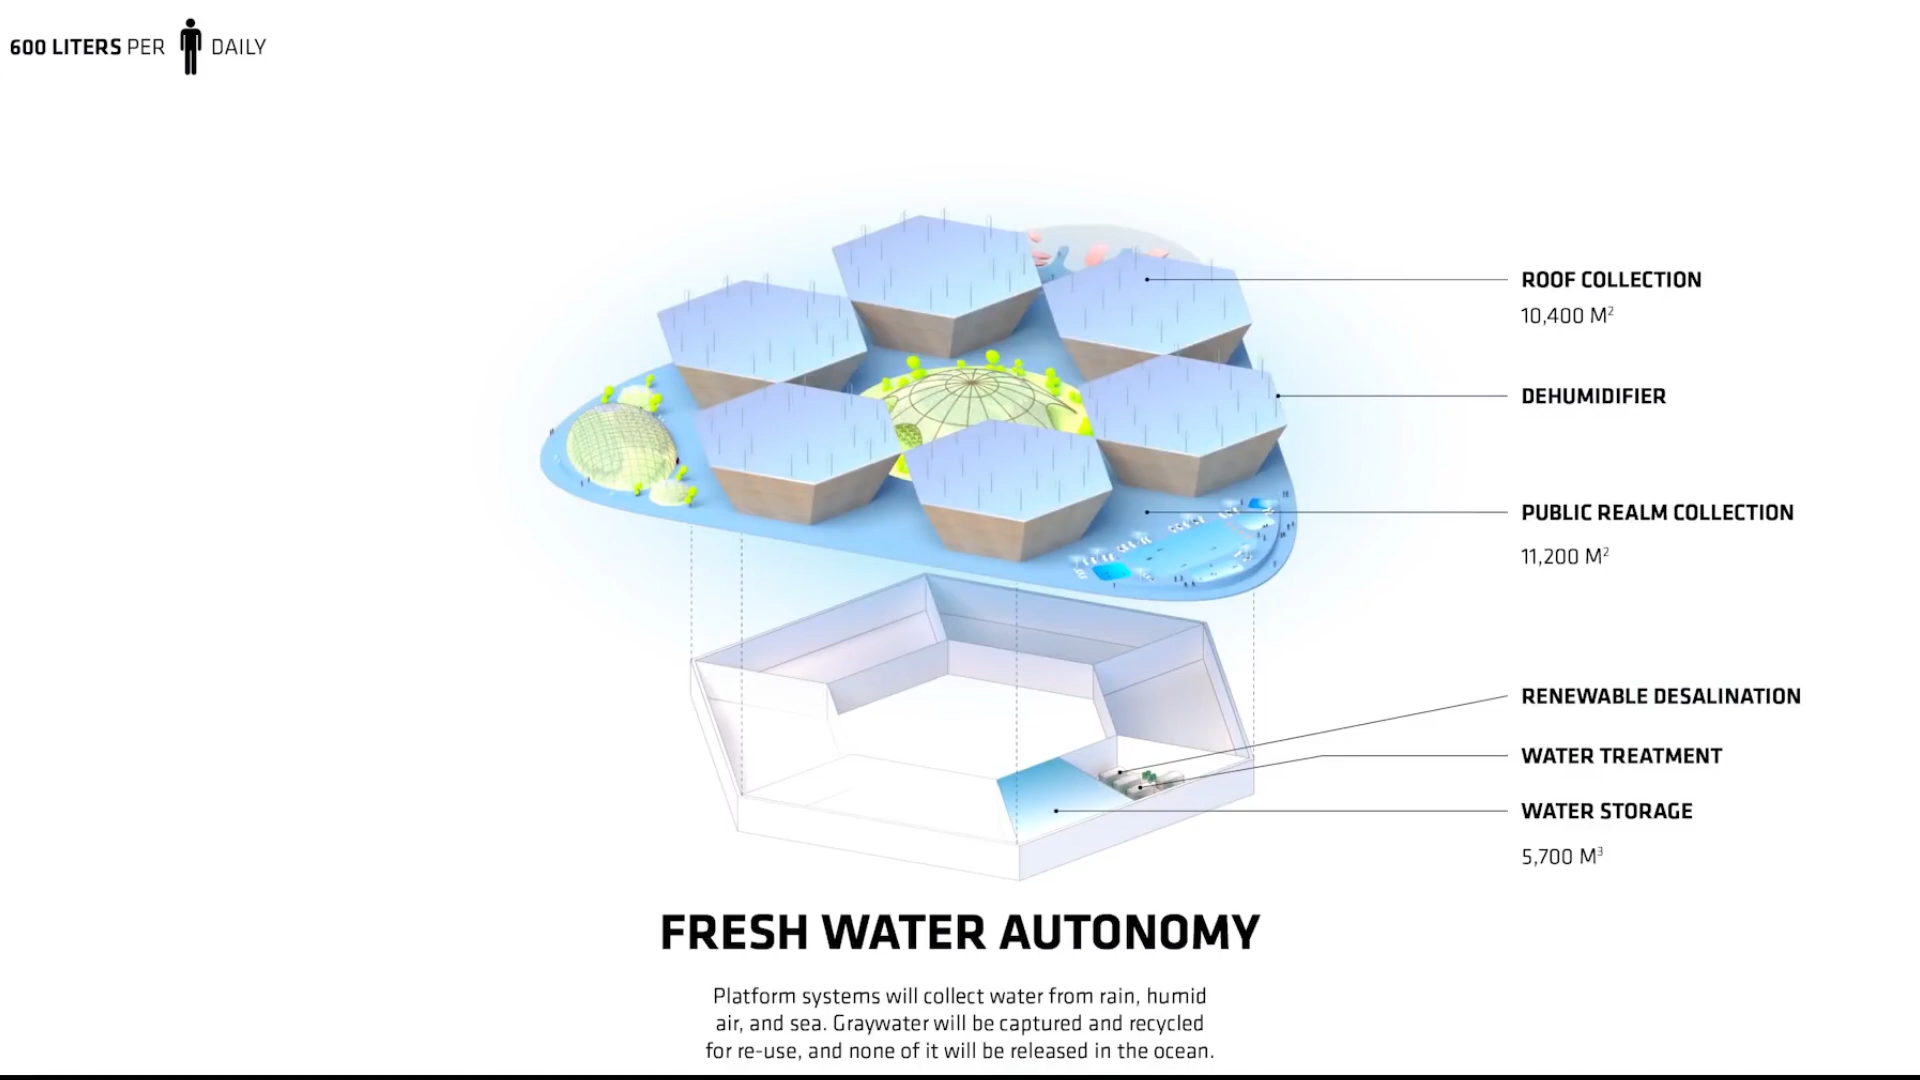 600 LITERS PER DAILY
ROOF COLLECTION
10,400 M²
DEHUMIDIFIER
PUBLIC REALM COLLECTION
11,200 M²
RENEWABLE DESALINATION
WATER TREATMENT
WATER STORAGE
5,700 M³
FRESH WATER AUTONOMY
Platform systems will collect water from rain, humid
air, and sea. Graywater will be captured and recycled
for re-use, and none of it will be released in the ocean.